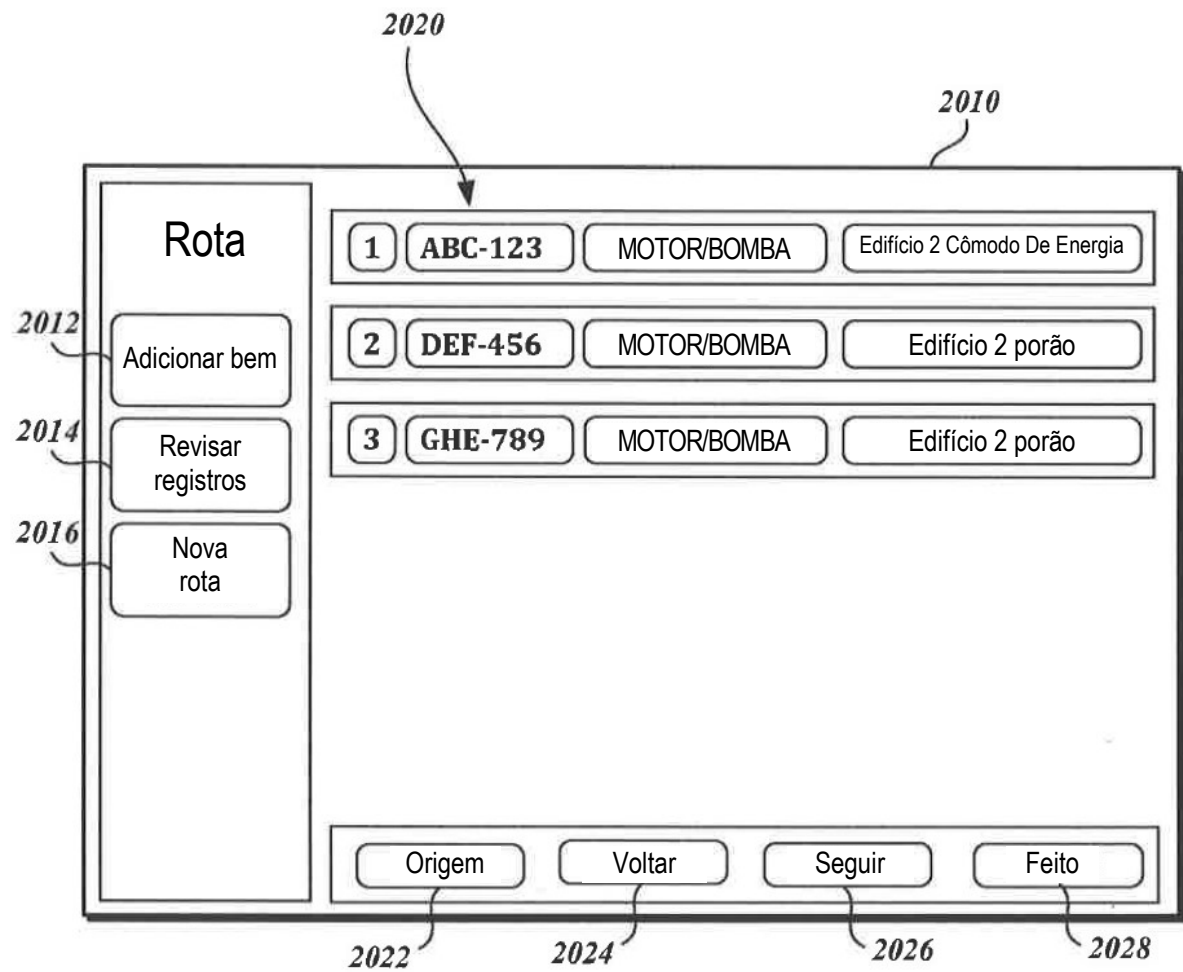 2020
2010
Rota
1 ABC-123 MOTOR/BOMBA Edifício 2 Cômodo De Energia
2012
Adicionar bem
2 DEF-456 MOTOR/BOMBA Edifício 2 porão
2014
Revisar
registros
3 GHE-789 MOTOR/BOMBA Edifício 2 porão
2016
Nova
rota
Origem Voltar Seguir Feito
2022 2024 2026 2028